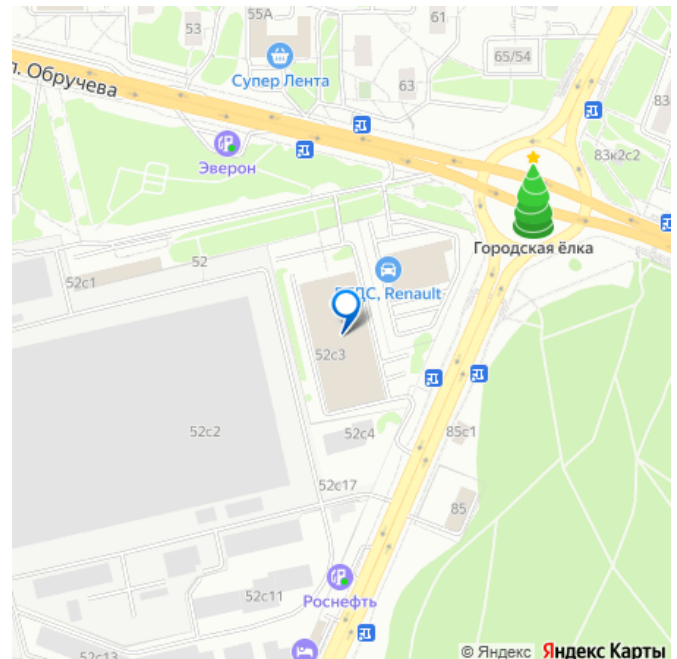 55А
53
61
65/54
Супер Лента
63
л. Обручева
83
Эверон
83к2с2
Городская ёлка
52
52с1
ДС, Renault
52с3
52с2
52с4
85с1
52с17
85
Роснефть
52с11
52с13
© Яндекс Яндекс Карты